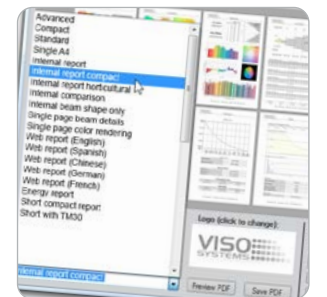 Advanced
Compact
Standard
Single A4
Internal report
Internal report compact
Internal report horticultural
Internal comparison
Internal beam shape only
Single page beam details
Single page color rendering
Web report (English)
Web report (Spanish)
Web report (Chinese)
Web report (German)
Web report (French)
Energy report
Short compact report
Short with TM30
Internal report compact
Logo (click to change):
VISO
SYSTEMS
Preview PDF
Save PDF